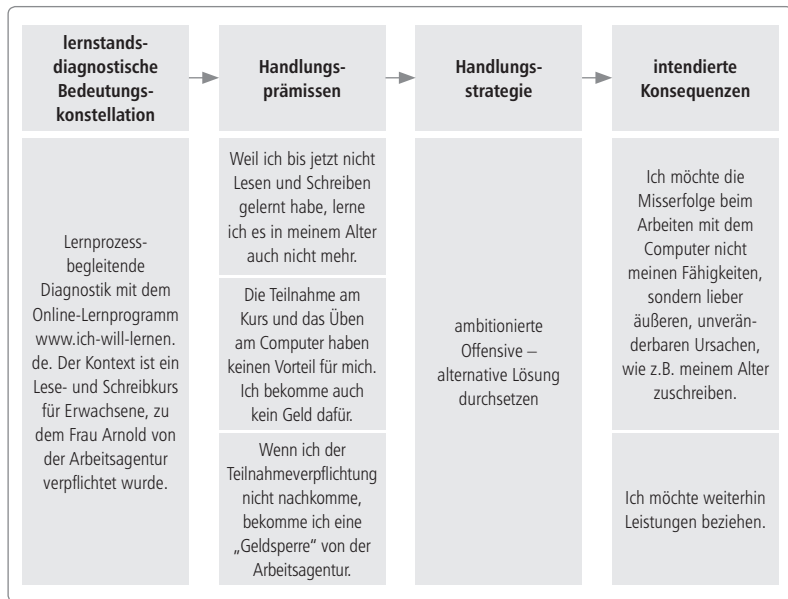 lernstands-
diagnostische
Bedeutungs-
konstellation
Handlungs-
prämissen
Handlungs-
strategie
intendierte
Konsequenzen
Lernprozess-
begleitende
Diagnostik mit dem
Online-Lernprogramm
www.ich-will-lernen.
de. Der Kontext ist ein
Lese- und Schreibkurs
für Erwachsene, zu
dem Frau Arnold von
der Arbeitsagentur
verpflichtet wurde.
Weil ich bis jetzt nicht
Lesen und Schreiben
gelernt habe, lerne
ich es in meinem Alter
auch nicht mehr.
Die Teilnahme am
Kurs und das Üben
am Computer haben
keinen Vorteil für mich.
Ich bekomme auch
kein Geld dafür.
Wenn ich der
Teilnahmeverpflichtung
nicht nachkomme,
bekomme ich eine
„Geldsperre“ von der
Arbeitsagentur.
ambitionierte
Offensive –
alternative Lösung
durchsetzen
Ich möchte die
Misserfolge beim
Arbeiten mit dem
Computer nicht
meinen Fähigkeiten,
sondern lieber
äußeren, unverän-
derbaren Ursachen,
wie z.B. meinem Alter
zuschreiben.
Ich möchte weiterhin
Leistungen beziehen.